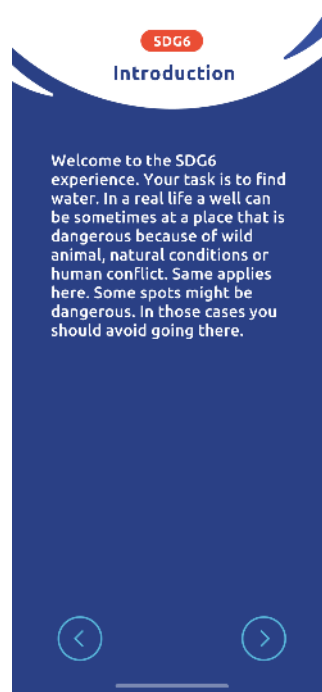 SDG6
Introduction
Welcome to the SDG6
experience. Your task is to find
water. In a real life a well can
be sometimes at a place that is
dangerous because of wild
animal, natural conditions or
human conflict. Same applies
here. Some spots might be
dangerous. In those cases you
should avoid going there.